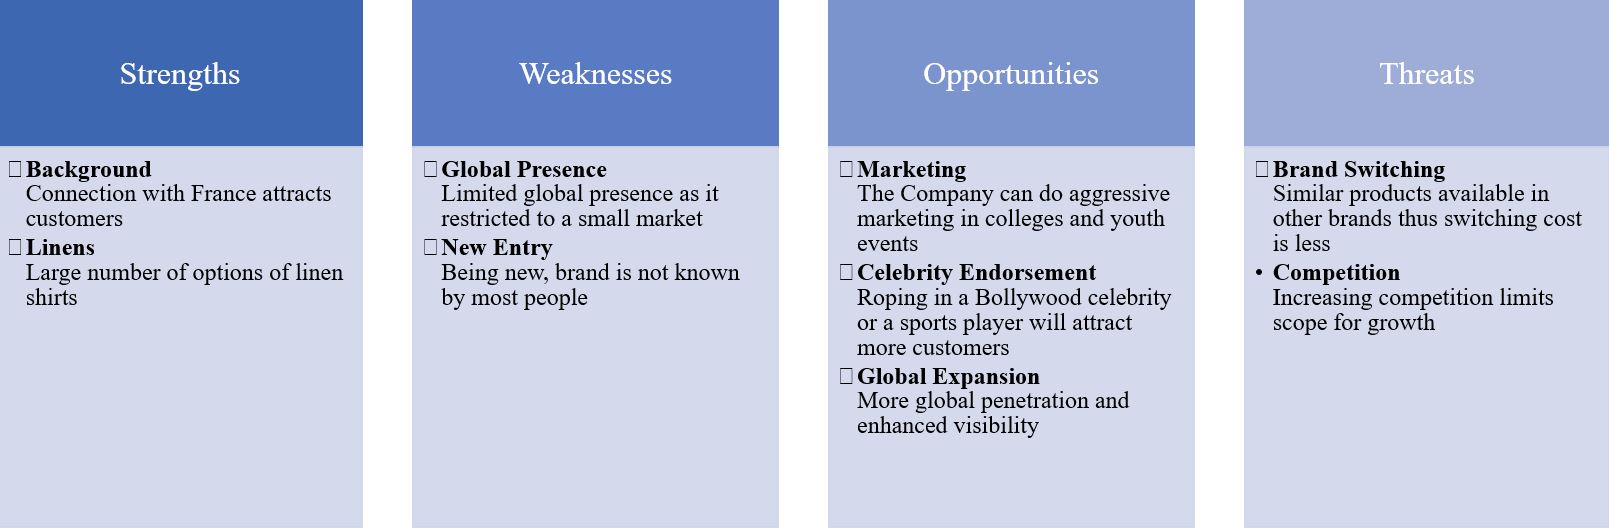 Strengths
Background
Connection with France attracts
customers
Linens
Large number of options of linen
shirts
Weaknesses
Global Presence
Limited global presence as it
restricted to a small market
New Entry
Being new, brand is not known
by most people
Opportunities
Marketing
The Company can do aggressive
marketing in colleges and youth
events
Celebrity Endorsement
Roping in a Bollywood celebrity
or a sports player will attract
more customers
Global Expansion
More global penetration and
enhanced visibility
Threats
Brand Switching
Similar products available in
other brands thus switching cost
is less
• Competition
Increasing competition limits
scope for growth